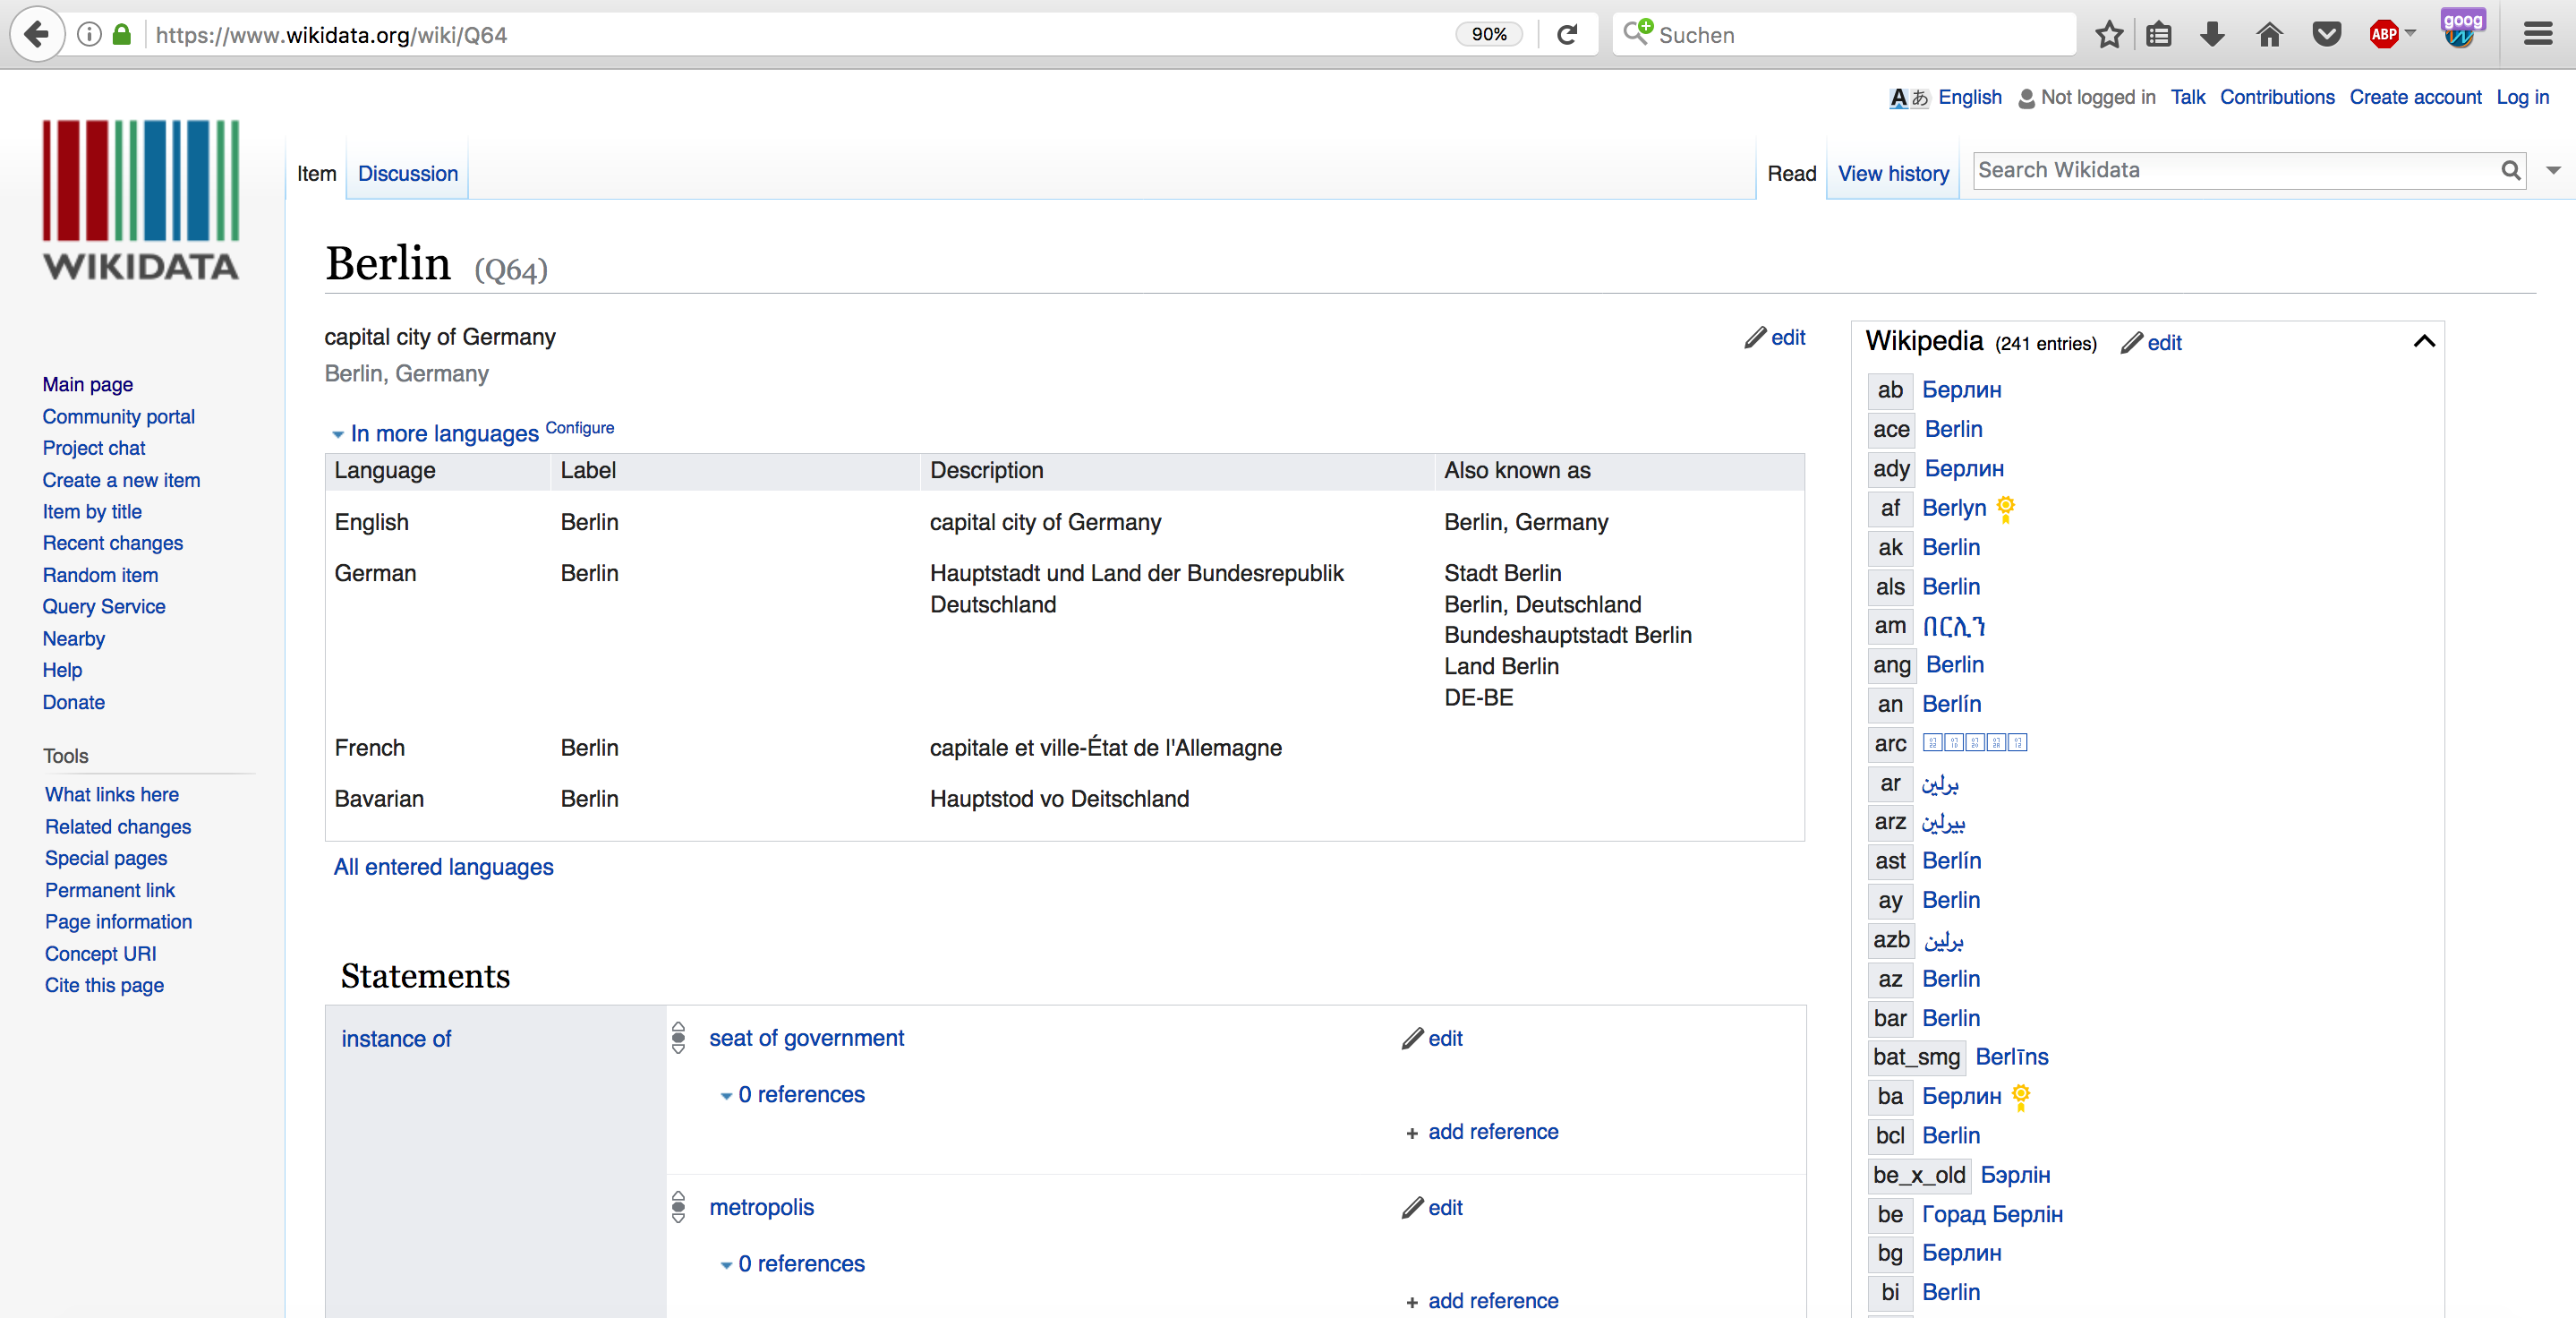 https://www.wikidata.org/wiki/Q64
90%
Suchen
ABP
goog
English Not logged in Talk Contributions Create account Log in
WIKIDATA
Item Discussion
Read View history
Search Wikidata
Berlin (Q64)
capital city of Germany
edit
Berlin, Germany
In more languages Configure
Language Label Description Also known as
English Berlin capital city of Germany Berlin, Germany
German Berlin Hauptstadt und Land der Bundesrepublik Deutschland
Stadt Berlin
Berlin, Deutschland
Bundeshauptstadt Berlin
Land Berlin
DE-BE
French Berlin capitale et ville-État de l'Allemagne
Bavarian Berlin Hauptstod vo Deitschland
All entered languages
Statements
instance of
seat of government
edit
0 references
+ add reference
metropolis
edit
0 references
+ add reference
Main page
Community portal
Project chat
Create a new item
Item by title
Recent changes
Random item
Query Service
Nearby
Help
Donate
Tools
What links here
Related changes
Special pages
Permanent link
Page information
Concept URI
Cite this page
Wikipedia (241 entries) edit
ab Берлин
ace Berlin
ady Берлин
af Berlyn
ak Berlin
als Berlin
am በርሊን
ang Berlin
an Berlín
arc
ar برلين
arz بيرلين
ast Berlín
ay Berlin
azb برلین
az Berlin
bar Berlin
bat_smg Berlīns
ba Берлин
bcl Berlin
be_x_old Бэрлін
be Горад Берлін
bg Берлин
bi Berlin